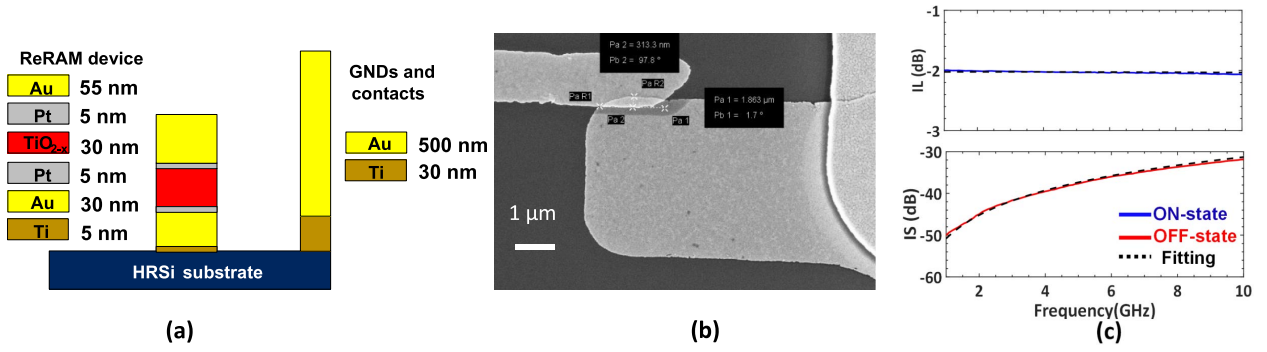 ReRAM device
Au 55 nm
Pt 5 nm
TiO2-x 30 nm
Pt 5 nm
Au 30 nm
Ti 5 nm
HRSi substrate
GNDs and
contacts
Au 500 nm
Ti 30 nm
(a)
Pa 2 = 313.3 nm
Pb 2 = 97.8 °
Pa R1
Pa R2
Pa 2
Pa 1
Pa 1 = 1.863 µm
Pb 1 = 1.7 °
1 µm
(b)
IL (dB)
-1
-2
-3
IS (dB)
-30
-40
-50
-60
ON-state
OFF-state
Fitting
2 4 6 8 10
Frequency(GHz)
(c)